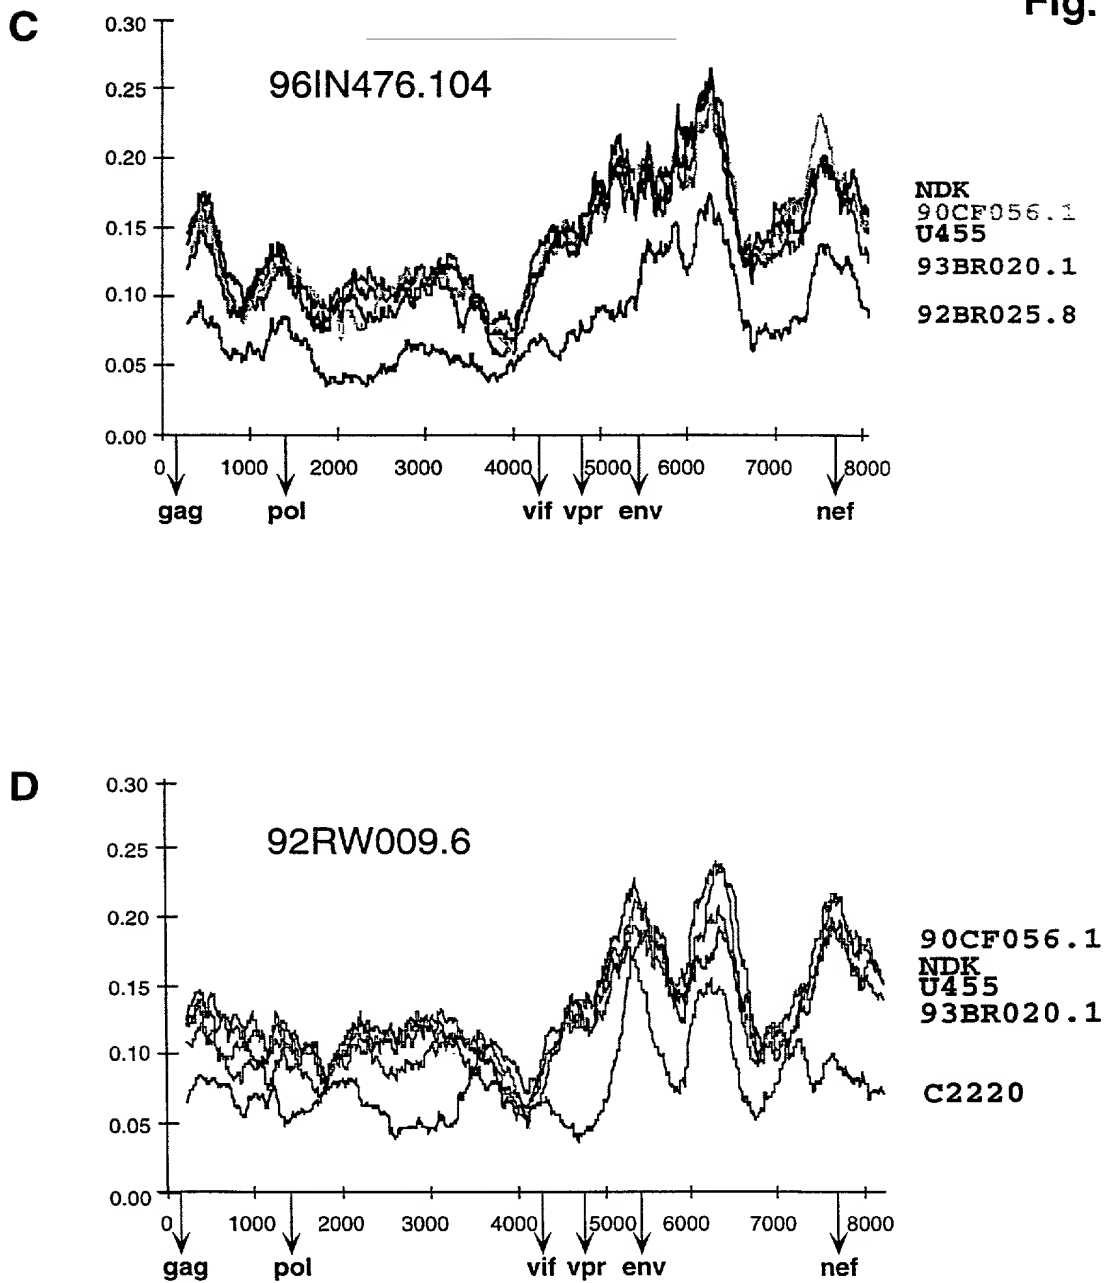 C
Fig.
0.30
96IN476.104
0.25
0.20
0.15
0.10
0.05
0.00
NDK
90CF056.1
U455
93BR020.1
92BR025.8
0 1000 2000 3000 4000 5000 6000 7000 8000
gag pol vif vpr env nef
D
0.30
92RW009.6
0.25
0.20
0.15
0.10
0.05
0.00
90CF056.1
NDK
U455
93BR020.1
C2220
0 1000 2000 3000 4000 5000 6000 7000 8000
gag pol vif vpr env nef